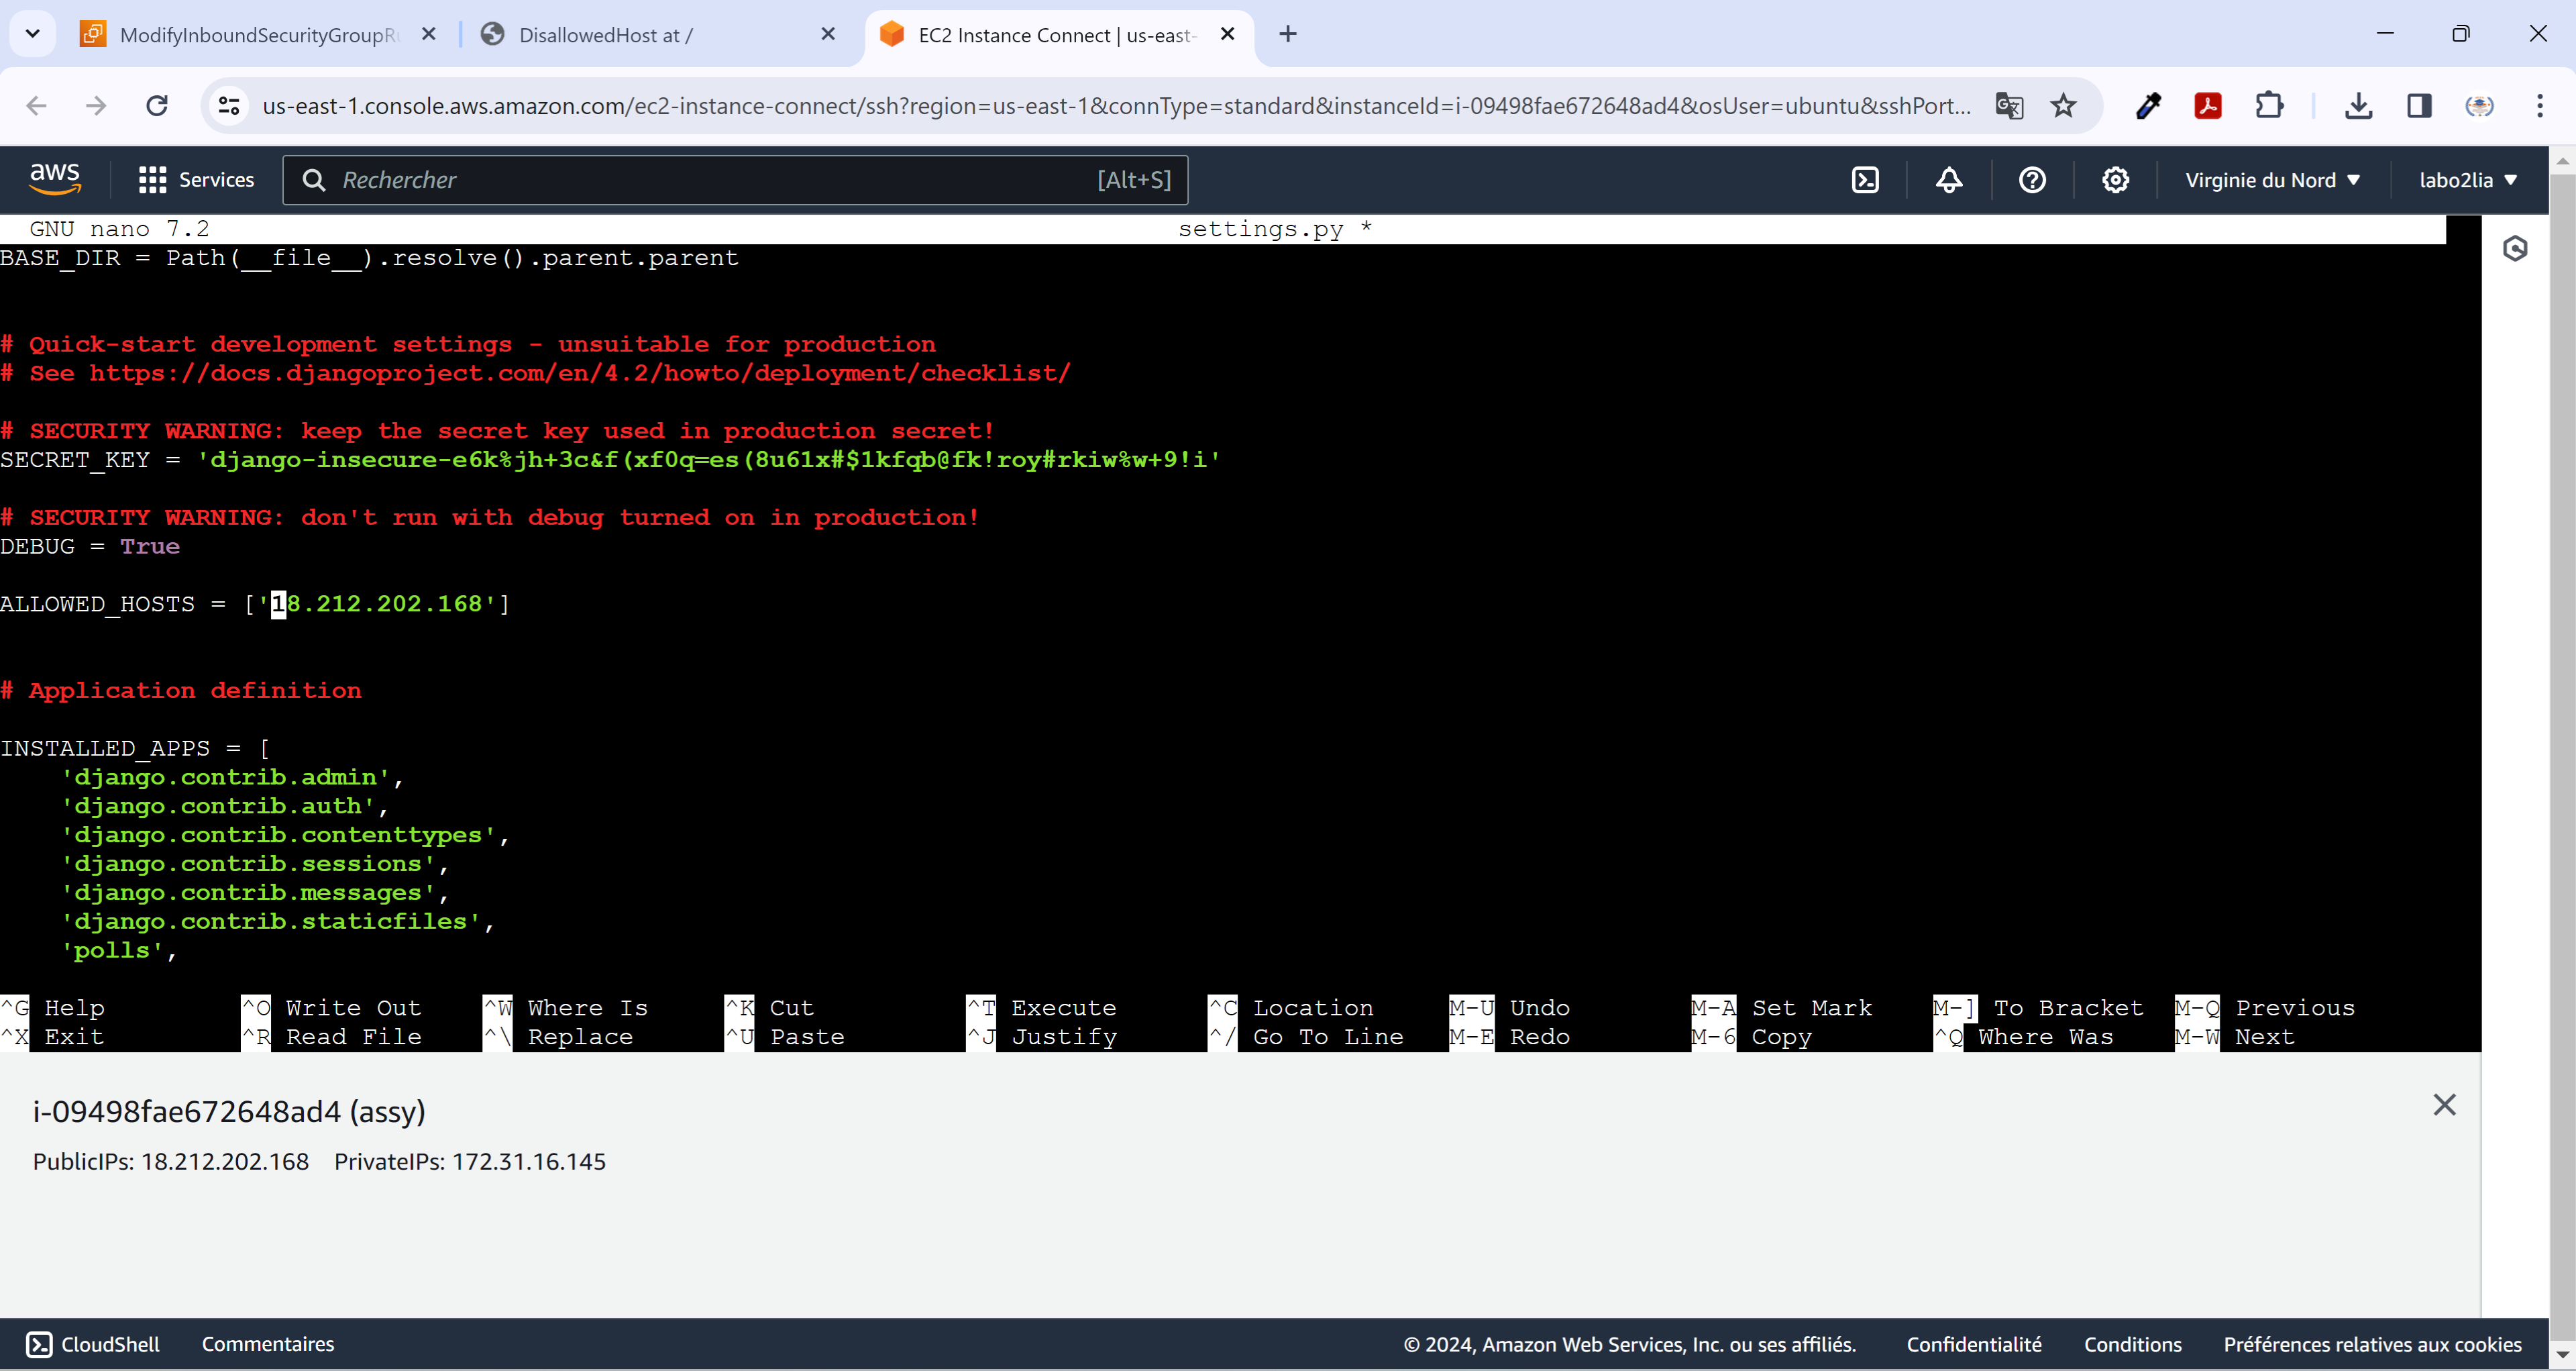 ModifyInboundSecurityGroupR
DisallowedHost at /
EC2 Instance Connect | us-east-
us-east-1.console.aws.amazon.com/ec2-instance-connect/ssh?region=us-east-1&connType=standard&instanceId=i-09498fae672648ad4&osUser=ubuntu&sshPort...
aws
Services
Rechercher
[Alt+S]
Virginie du Nord
labo2lia
GNU nano 7.2
settings.py *
BASE_DIR = Path(__file__).resolve().parent.parent
# Quick-start development settings - unsuitable for production
# See https://docs.djangoproject.com/en/4.2/howto/deployment/checklist/
# SECURITY WARNING: keep the secret key used in production secret!
SECRET_KEY = 'django-insecure-e6k%jh+3c&f(xf0q=es(8u61x#$1kfqb@fk!roy#rkiw%w+9!i'
# SECURITY WARNING: don't run with debug turned on in production!
DEBUG = True
ALLOWED_HOSTS = ['18.212.202.168']
# Application definition
INSTALLED_APPS = [
'django.contrib.admin',
'django.contrib.auth',
'django.contrib.contenttypes',
'django.contrib.sessions',
'django.contrib.messages',
'django.contrib.staticfiles',
'polls',
^G Help ^O Write Out ^W Where Is ^K Cut ^T Execute ^C Location M-U Undo M-A Set Mark M-] To Bracket M-Q Previous
^X Exit ^R Read File ^\ Replace ^U Paste ^J Justify ^/ Go To Line M-E Redo M-6 Copy ^Q Where Was M-W Next
i-09498fae672648ad4 (assy)
PublicIPs: 18.212.202.168 PrivateIPs: 172.31.16.145
CloudShell
Commentaires
© 2024, Amazon Web Services, Inc. ou ses affiliés.
Confidentialité
Conditions
Préférences relatives aux cookies